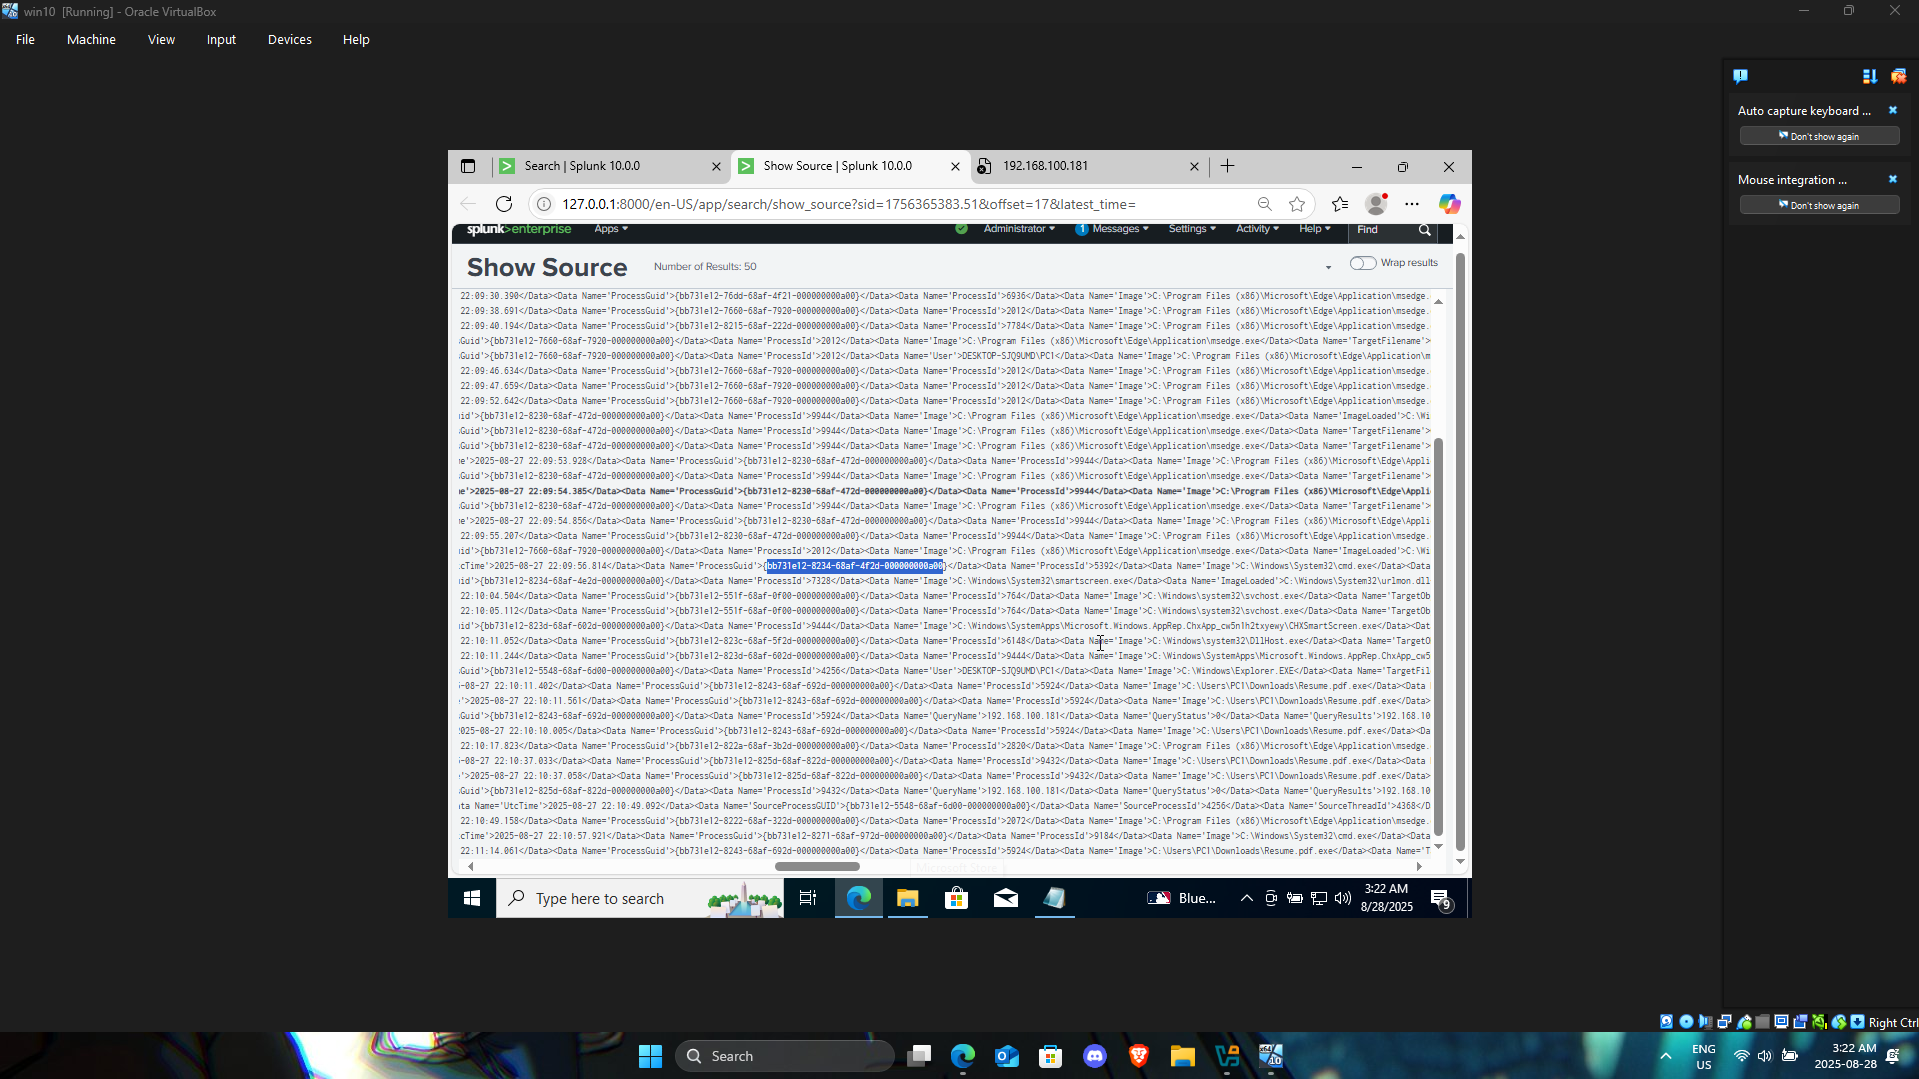 win10 [Running] - Oracle VirtualBox
File Machine View Input Devices Help
Auto capture keyboard ...
Don't show again
Mouse integration ...
Don't show again
Search | Splunk 10.0.0
Show Source | Splunk 10.0.0
192.168.100.181
127.0.0.1:8000/en-US/app/search/show_source?sid=1756365383.51&offset=17&latest_time=
splunk>enterprise Apps Administrator 1 Messages Settings Activity Help Find
Show Source Number of Results: 50 Wrap results
22:09:30.390</Data><Data Name='ProcessGuid'>{bb731e12-76dd-68af-4f21-000000000a00}</Data><Data Name='ProcessId'>6936</Data><Data Name='Image'>C:\Program Files (x86)\Microsoft\Edge\Application\msedge.
22:09:38.691</Data><Data Name='ProcessGuid'>{bb731e12-7660-68af-7920-000000000a00}</Data><Data Name='ProcessId'>2012</Data><Data Name='Image'>C:\Program Files (x86)\Microsoft\Edge\Application\msedge.
22:09:40.194</Data><Data Name='ProcessGuid'>{bb731e12-8215-68af-222d-000000000a00}</Data><Data Name='ProcessId'>7784</Data><Data Name='Image'>C:\Program Files (x86)\Microsoft\Edge\Application\msedge.
Guid'>{bb731e12-7660-68af-7920-000000000a00}</Data><Data Name='ProcessId'>2012</Data><Data Name='Image'>C:\Program Files (x86)\Microsoft\Edge\Application\msedge.exe</Data><Data Name='TargetFilename'>
Guid'>{bb731e12-7660-68af-7920-000000000a00}</Data><Data Name='ProcessId'>2012</Data><Data Name='User'>DESKTOP-SJQ9UMD\PC1</Data><Data Name='Image'>C:\Program Files (x86)\Microsoft\Edge\Application\m
22:09:46.634</Data><Data Name='ProcessGuid'>{bb731e12-7660-68af-7920-000000000a00}</Data><Data Name='ProcessId'>2012</Data><Data Name='Image'>C:\Program Files (x86)\Microsoft\Edge\Application\msedge.
22:09:47.659</Data><Data Name='ProcessGuid'>{bb731e12-7660-68af-7920-000000000a00}</Data><Data Name='ProcessId'>2012</Data><Data Name='Image'>C:\Program Files (x86)\Microsoft\Edge\Application\msedge.
22:09:52.642</Data><Data Name='ProcessGuid'>{bb731e12-7660-68af-7920-000000000a00}</Data><Data Name='ProcessId'>2012</Data><Data Name='Image'>C:\Program Files (x86)\Microsoft\Edge\Application\msedge.
id'>{bb731e12-8230-68af-472d-000000000a00}</Data><Data Name='ProcessId'>9944</Data><Data Name='Image'>C:\Program Files (x86)\Microsoft\Edge\Application\msedge.exe</Data><Data Name='ImageLoaded'>C:\Wi
Guid'>{bb731e12-8230-68af-472d-000000000a00}</Data><Data Name='ProcessId'>9944</Data><Data Name='Image'>C:\Program Files (x86)\Microsoft\Edge\Application\msedge.exe</Data><Data Name='TargetFilename'>
Guid'>{bb731e12-8230-68af-472d-000000000a00}</Data><Data Name='ProcessId'>9944</Data><Data Name='Image'>C:\Program Files (x86)\Microsoft\Edge\Application\msedge.exe</Data><Data Name='TargetFilename'>
e'>2025-08-27 22:09:53.928</Data><Data Name='ProcessGuid'>{bb731e12-8230-68af-472d-000000000a00}</Data><Data Name='ProcessId'>9944</Data><Data Name='Image'>C:\Program Files (x86)\Microsoft\Edge\Appli
Guid'>{bb731e12-8230-68af-472d-000000000a00}</Data><Data Name='ProcessId'>9944</Data><Data Name='Image'>C:\Program Files (x86)\Microsoft\Edge\Application\msedge.exe</Data><Data Name='TargetFilename'>
e'>2025-08-27 22:09:54.385</Data><Data Name='ProcessGuid'>{bb731e12-8230-68af-472d-000000000a00}</Data><Data Name='ProcessId'>9944</Data><Data Name='Image'>C:\Program Files (x86)\Microsoft\Edge\Appli
Guid'>{bb731e12-8230-68af-472d-000000000a00}</Data><Data Name='ProcessId'>9944</Data><Data Name='Image'>C:\Program Files (x86)\Microsoft\Edge\Application\msedge.exe</Data><Data Name='TargetFilename'>
e'>2025-08-27 22:09:54.856</Data><Data Name='ProcessGuid'>{bb731e12-8230-68af-472d-000000000a00}</Data><Data Name='ProcessId'>9944</Data><Data Name='Image'>C:\Program Files (x86)\Microsoft\Edge\Appli
22:09:55.207</Data><Data Name='ProcessGuid'>{bb731e12-8230-68af-472d-000000000a00}</Data><Data Name='ProcessId'>9944</Data><Data Name='Image'>C:\Program Files (x86)\Microsoft\Edge\Application\msedge.
id'>{bb731e12-7660-68af-7920-000000000a00}</Data><Data Name='ProcessId'>2012</Data><Data Name='Image'>C:\Program Files (x86)\Microsoft\Edge\Application\msedge.exe</Data><Data Name='ImageLoaded'>C:\Wi
cTime'>2025-08-27 22:09:56.814</Data><Data Name='ProcessGuid'>{bb731e12-8234-68af-4f2d-000000000a00}</Data><Data Name='ProcessId'>5392</Data><Data Name='Image'>C:\Windows\System32\cmd.exe</Data><Data
id'>{bb731e12-8234-68af-4e2d-000000000a00}</Data><Data Name='ProcessId'>7328</Data><Data Name='Image'>C:\Windows\System32\smartscreen.exe</Data><Data Name='ImageLoaded'>C:\Windows\System32\urlmon.dll
22:10:04.504</Data><Data Name='ProcessGuid'>{bb731e12-551f-68af-0f00-000000000a00}</Data><Data Name='ProcessId'>764</Data><Data Name='Image'>C:\Windows\system32\svchost.exe</Data><Data Name='TargetOb
22:10:05.112</Data><Data Name='ProcessGuid'>{bb731e12-551f-68af-0f00-000000000a00}</Data><Data Name='ProcessId'>764</Data><Data Name='Image'>C:\Windows\system32\svchost.exe</Data><Data Name='TargetOb
id'>{bb731e12-823d-68af-602d-000000000a00}</Data><Data Name='ProcessId'>9444</Data><Data Name='Image'>C:\Windows\SystemApps\Microsoft.Windows.AppRep.ChxApp_cw5n1h2txyewy\CHXSmartScreen.exe</Data><Dat
22:10:11.052</Data><Data Name='ProcessGuid'>{bb731e12-823c-68af-5f2d-000000000a00}</Data><Data Name='ProcessId'>6148</Data><Data Name='Image'>C:\Windows\system32\DllHost.exe</Data><Data Name='TargetO
22:10:11.244</Data><Data Name='ProcessGuid'>{bb731e12-823d-68af-602d-000000000a00}</Data><Data Name='ProcessId'>9444</Data><Data Name='Image'>C:\Windows\SystemApps\Microsoft.Windows.AppRep.ChxApp_cw5
Guid'>{bb731e12-5548-68af-6d00-000000000a00}</Data><Data Name='ProcessId'>4256</Data><Data Name='User'>DESKTOP-SJQ9UMD\PC1</Data><Data Name='Image'>C:\Windows\Explorer.EXE</Data><Data Name='TargetFil
-08-27 22:10:11.402</Data><Data Name='ProcessGuid'>{bb731e12-8243-68af-692d-000000000a00}</Data><Data Name='ProcessId'>5924</Data><Data Name='Image'>C:\Users\PC1\Downloads\Resume.pdf.exe</Data><Data
'>2025-08-27 22:10:11.561</Data><Data Name='ProcessGuid'>{bb731e12-8243-68af-692d-000000000a00}</Data><Data Name='ProcessId'>5924</Data><Data Name='Image'>C:\Users\PC1\Downloads\Resume.pdf.exe</Data>
Guid'>{bb731e12-8243-68af-692d-000000000a00}</Data><Data Name='ProcessId'>5924</Data><Data Name='QueryName'>192.168.100.181</Data><Data Name='QueryStatus'>0</Data><Data Name='QueryResults'>192.168.10
2025-08-27 22:10:10.005</Data><Data Name='ProcessGuid'>{bb731e12-8243-68af-692d-000000000a00}</Data><Data Name='ProcessId'>5924</Data><Data Name='Image'>C:\Users\PC1\Downloads\Resume.pdf.exe</Data><Da
22:10:17.823</Data><Data Name='ProcessGuid'>{bb731e12-822a-68af-3b2d-000000000a00}</Data><Data Name='ProcessId'>2820</Data><Data Name='Image'>C:\Program Files (x86)\Microsoft\Edge\Application\msedge.
-08-27 22:10:37.033</Data><Data Name='ProcessGuid'>{bb731e12-825d-68af-822d-000000000a00}</Data><Data Name='ProcessId'>9432</Data><Data Name='Image'>C:\Users\PC1\Downloads\Resume.pdf.exe</Data><Data
'>2025-08-27 22:10:37.058</Data><Data Name='ProcessGuid'>{bb731e12-825d-68af-822d-000000000a00}</Data><Data Name='ProcessId'>9432</Data><Data Name='Image'>C:\Users\PC1\Downloads\Resume.pdf.exe</Data>
Guid'>{bb731e12-825d-68af-822d-000000000a00}</Data><Data Name='ProcessId'>9432</Data><Data Name='QueryName'>192.168.100.181</Data><Data Name='QueryStatus'>0</Data><Data Name='QueryResults'>192.168.10
ta Name='UtcTime'>2025-08-27 22:10:49.092</Data><Data Name='SourceProcessGUID'>{bb731e12-5548-68af-6d00-000000000a00}</Data><Data Name='SourceProcessId'>4256</Data><Data Name='SourceThreadId'>4368</D
22:10:49.158</Data><Data Name='ProcessGuid'>{bb731e12-8222-68af-322d-000000000a00}</Data><Data Name='ProcessId'>2072</Data><Data Name='Image'>C:\Program Files (x86)\Microsoft\Edge\Application\msedge.
cTime'>2025-08-27 22:10:57.921</Data><Data Name='ProcessGuid'>{bb731e12-8271-68af-972d-000000000a00}</Data><Data Name='ProcessId'>9184</Data><Data Name='Image'>C:\Windows\System32\cmd.exe</Data><Data
22:11:14.061</Data><Data Name='ProcessGuid'>{bb731e12-8243-68af-692d-000000000a00}</Data><Data Name='ProcessId'>5924</Data><Data Name='Image'>C:\Users\PC1\Downloads\Resume.pdf.exe</Data><Data Name='T
Microsoft Store
Type here to search
Blue...
3:22 AM
8/28/2025
9
Right Ctrl
Search
ENG
US
3:22 AM
2025-08-28